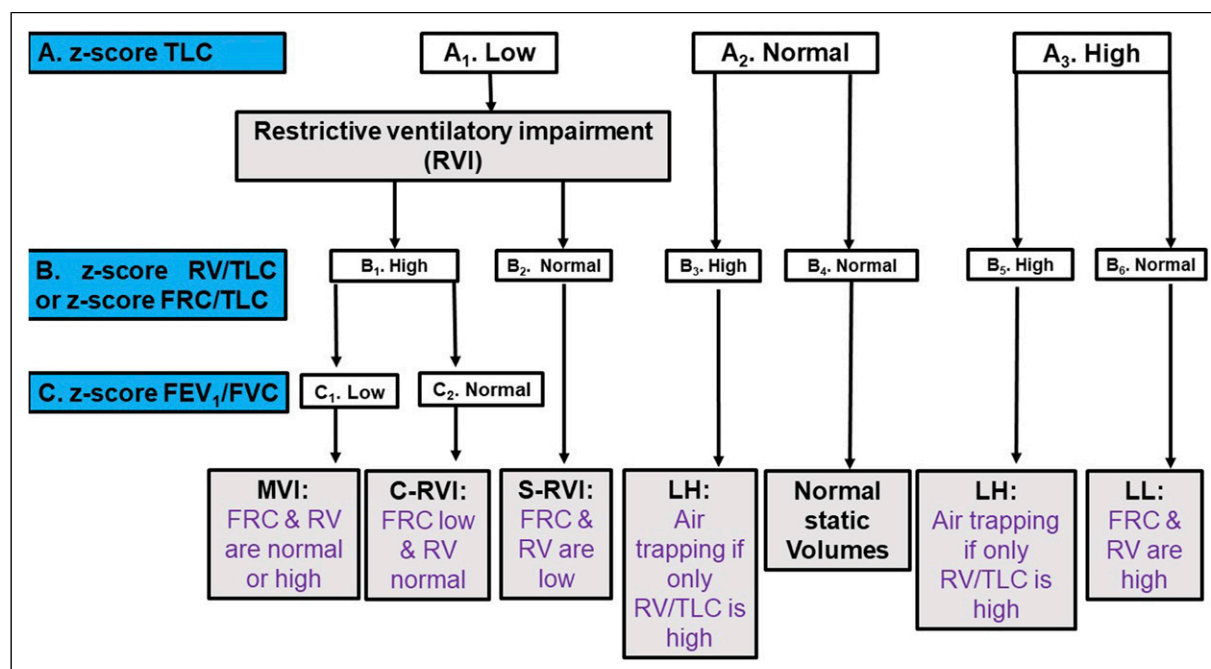 A. z-score TLC
A₁. Low
A₂. Normal
A₃. High
Restrictive ventilatory impairment
(RVI)
B. z-score RV/TLC
or z-score FRC/TLC
B₁. High
B₂. Normal
B₃. High
B₄. Normal
B₅. High
B₆. Normal
C. z-score FEV₁/FVC
C₁. Low
C₂. Normal
MVI:
FRC & RV
are normal
or high
C-RVI:
FRC low
& RV
normal
S-RVI:
FRC &
RV are
low
LH:
Air
trapping if
only
RV/TLC is
high
Normal
static
Volumes
LH:
Air trapping
if only
RV/TLC is
high
LL:
FRC &
RV are
high